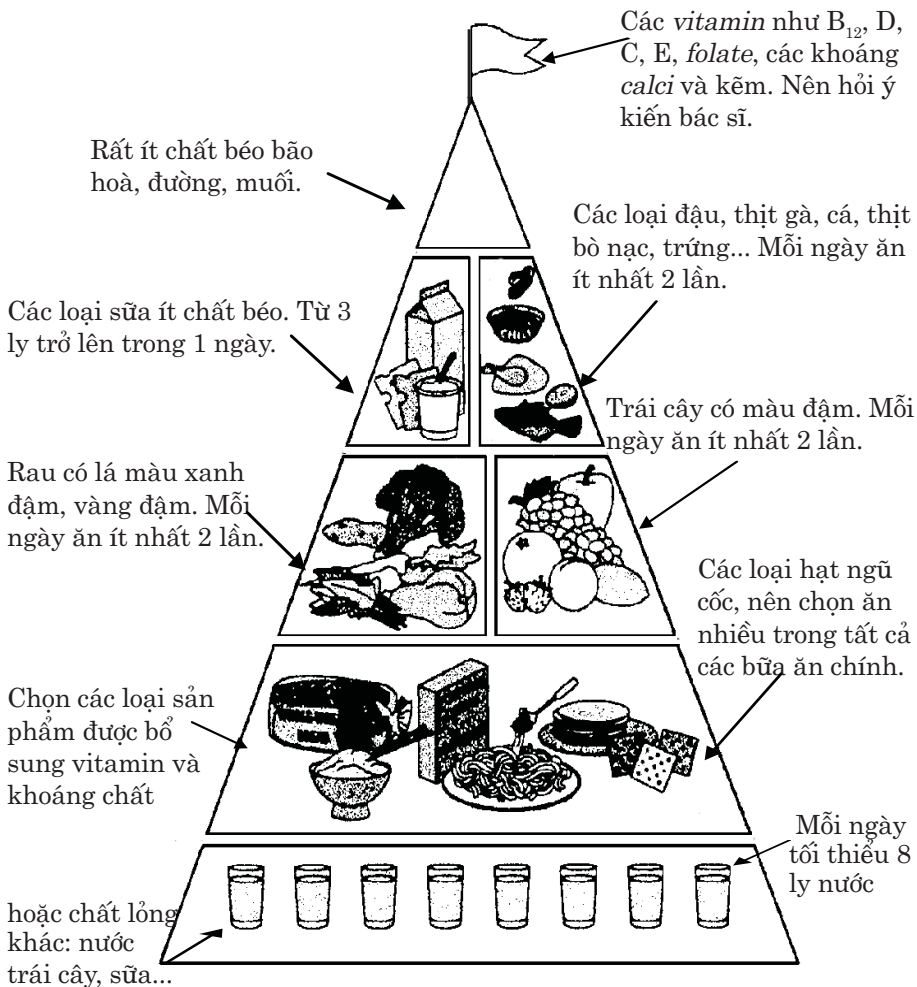 Các vitamin như B₁₂, D,
C, E, folate, các khoáng
calci và kẽm. Nên hỏi ý
kiến bác sĩ.
Rất ít chất béo bão
hoà, đường, muối.
Các loại đậu, thịt gà, cá, thịt
bò nạc, trứng... Mỗi ngày ăn
ít nhất 2 lần.
Các loại sữa ít chất béo. Từ 3
ly trở lên trong 1 ngày.
CHILI
Trái cây có màu đậm. Mỗi
ngày ăn ít nhất 2 lần.
Rau có lá màu xanh
đậm, vàng đậm. Mỗi
ngày ăn ít nhất 2 lần.
Các loại hạt ngũ
cốc, nên chọn ăn
nhiều trong tất cả
các bữa ăn chính.
Chọn các loại sản
phẩm được bổ
sung vitamin và
khoáng chất
Mỗi ngày
tối thiểu 8
ly nước
hoặc chất lỏng
khác: nước
trái cây, sữa...